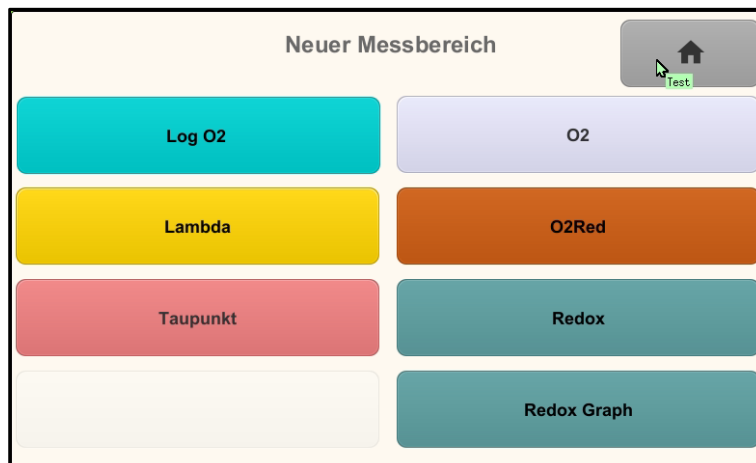 Neuer Messbereich
Test
Log O2
O2
Lambda
O2Red
Taupunkt
Redox
Redox Graph